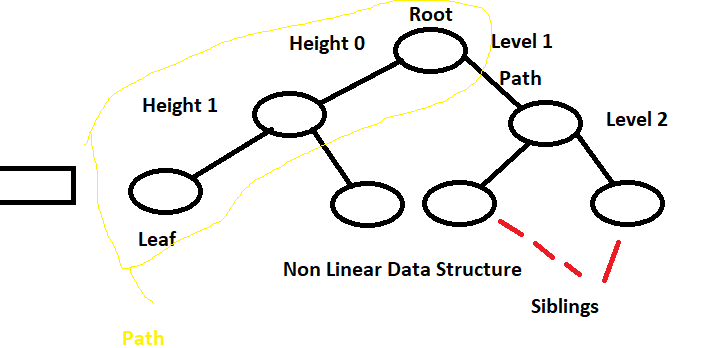 Root
Height 0
Level 1
Path
Height 1
Level 2
Leaf
Non Linear Data Structure
Siblings
Path